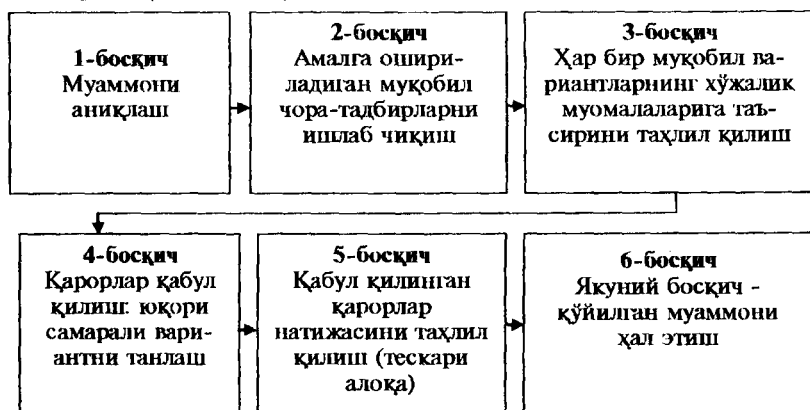 1-босқич
Муаммони
аниқлаш
2-босқич
Амалга ошири-
ладиган муқобил
чора-тадбирларни
ишлаб чиқиш
3-босқич
Ҳар бир муқобил ва-
риантларнинг хўжалик
муомалаларига таъ-
сирини таҳлил қилиш
4-босқич
Қарорлар қабул
қилиш: юқори
самарали вари-
антни танлаш
5-босқич
Қабул қилинган
қарорлар
натижасини таҳлил
қилиш (тескари
алоқа)
6-босқич
Якуний босқич -
қўйилган муаммони
ҳал этиш